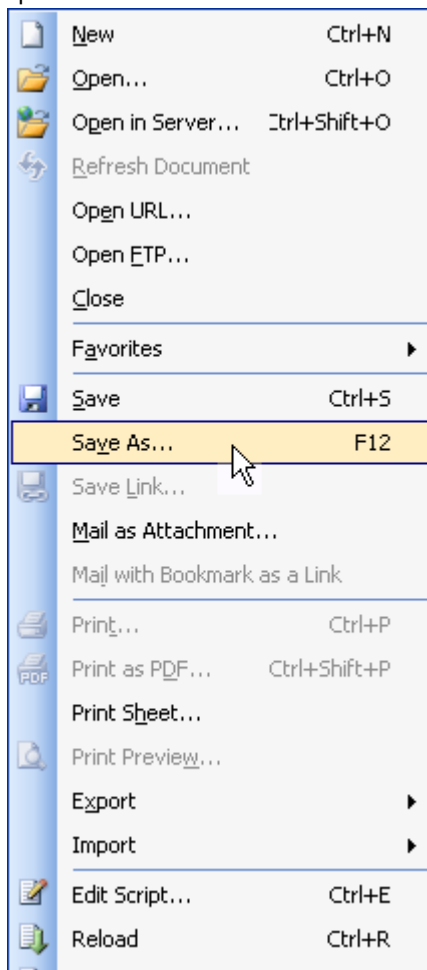 New Ctrl+N
Open... Ctrl+O
Open in Server... Ctrl+Shift+O
Refresh Document
Open URL...
Open FTP...
Close
Favorites
Save Ctrl+S
Save As... F12
Save Link...
Mail as Attachment...
Mail with Bookmark as a Link
Print... Ctrl+P
PDF Print as PDF... Ctrl+Shift+P
Print Sheet...
Print Preview...
Export
Import
Edit Script... Ctrl+E
Reload Ctrl+R